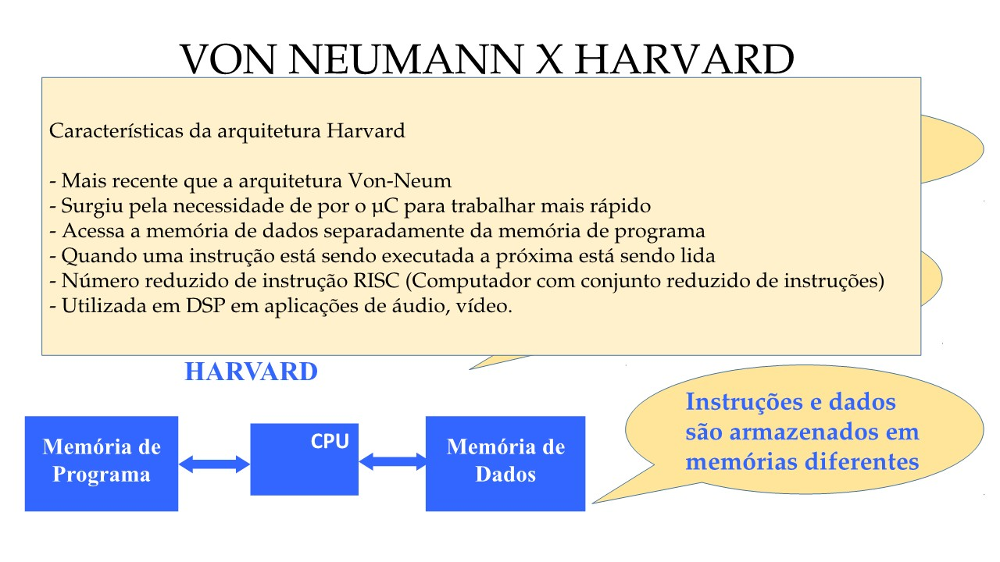 VON NEUMANN X HARVARD
Características da arquitetura Harvard
- Mais recente que a arquitetura Von-Neum
- Surgiu pela necessidade de por o µC para trabalhar mais rápido
- Acessa a memória de dados separadamente da memória de programa
- Quando uma instrução está sendo executada a próxima está sendo lida
- Número reduzido de instrução RISC (Computador com conjunto reduzido de instruções)
- Utilizada em DSP em aplicações de áudio, vídeo.
HARVARD
Memória de
Programa
CPU
Memória de
Dados
Instruções e dados
são armazenados em
memórias diferentes